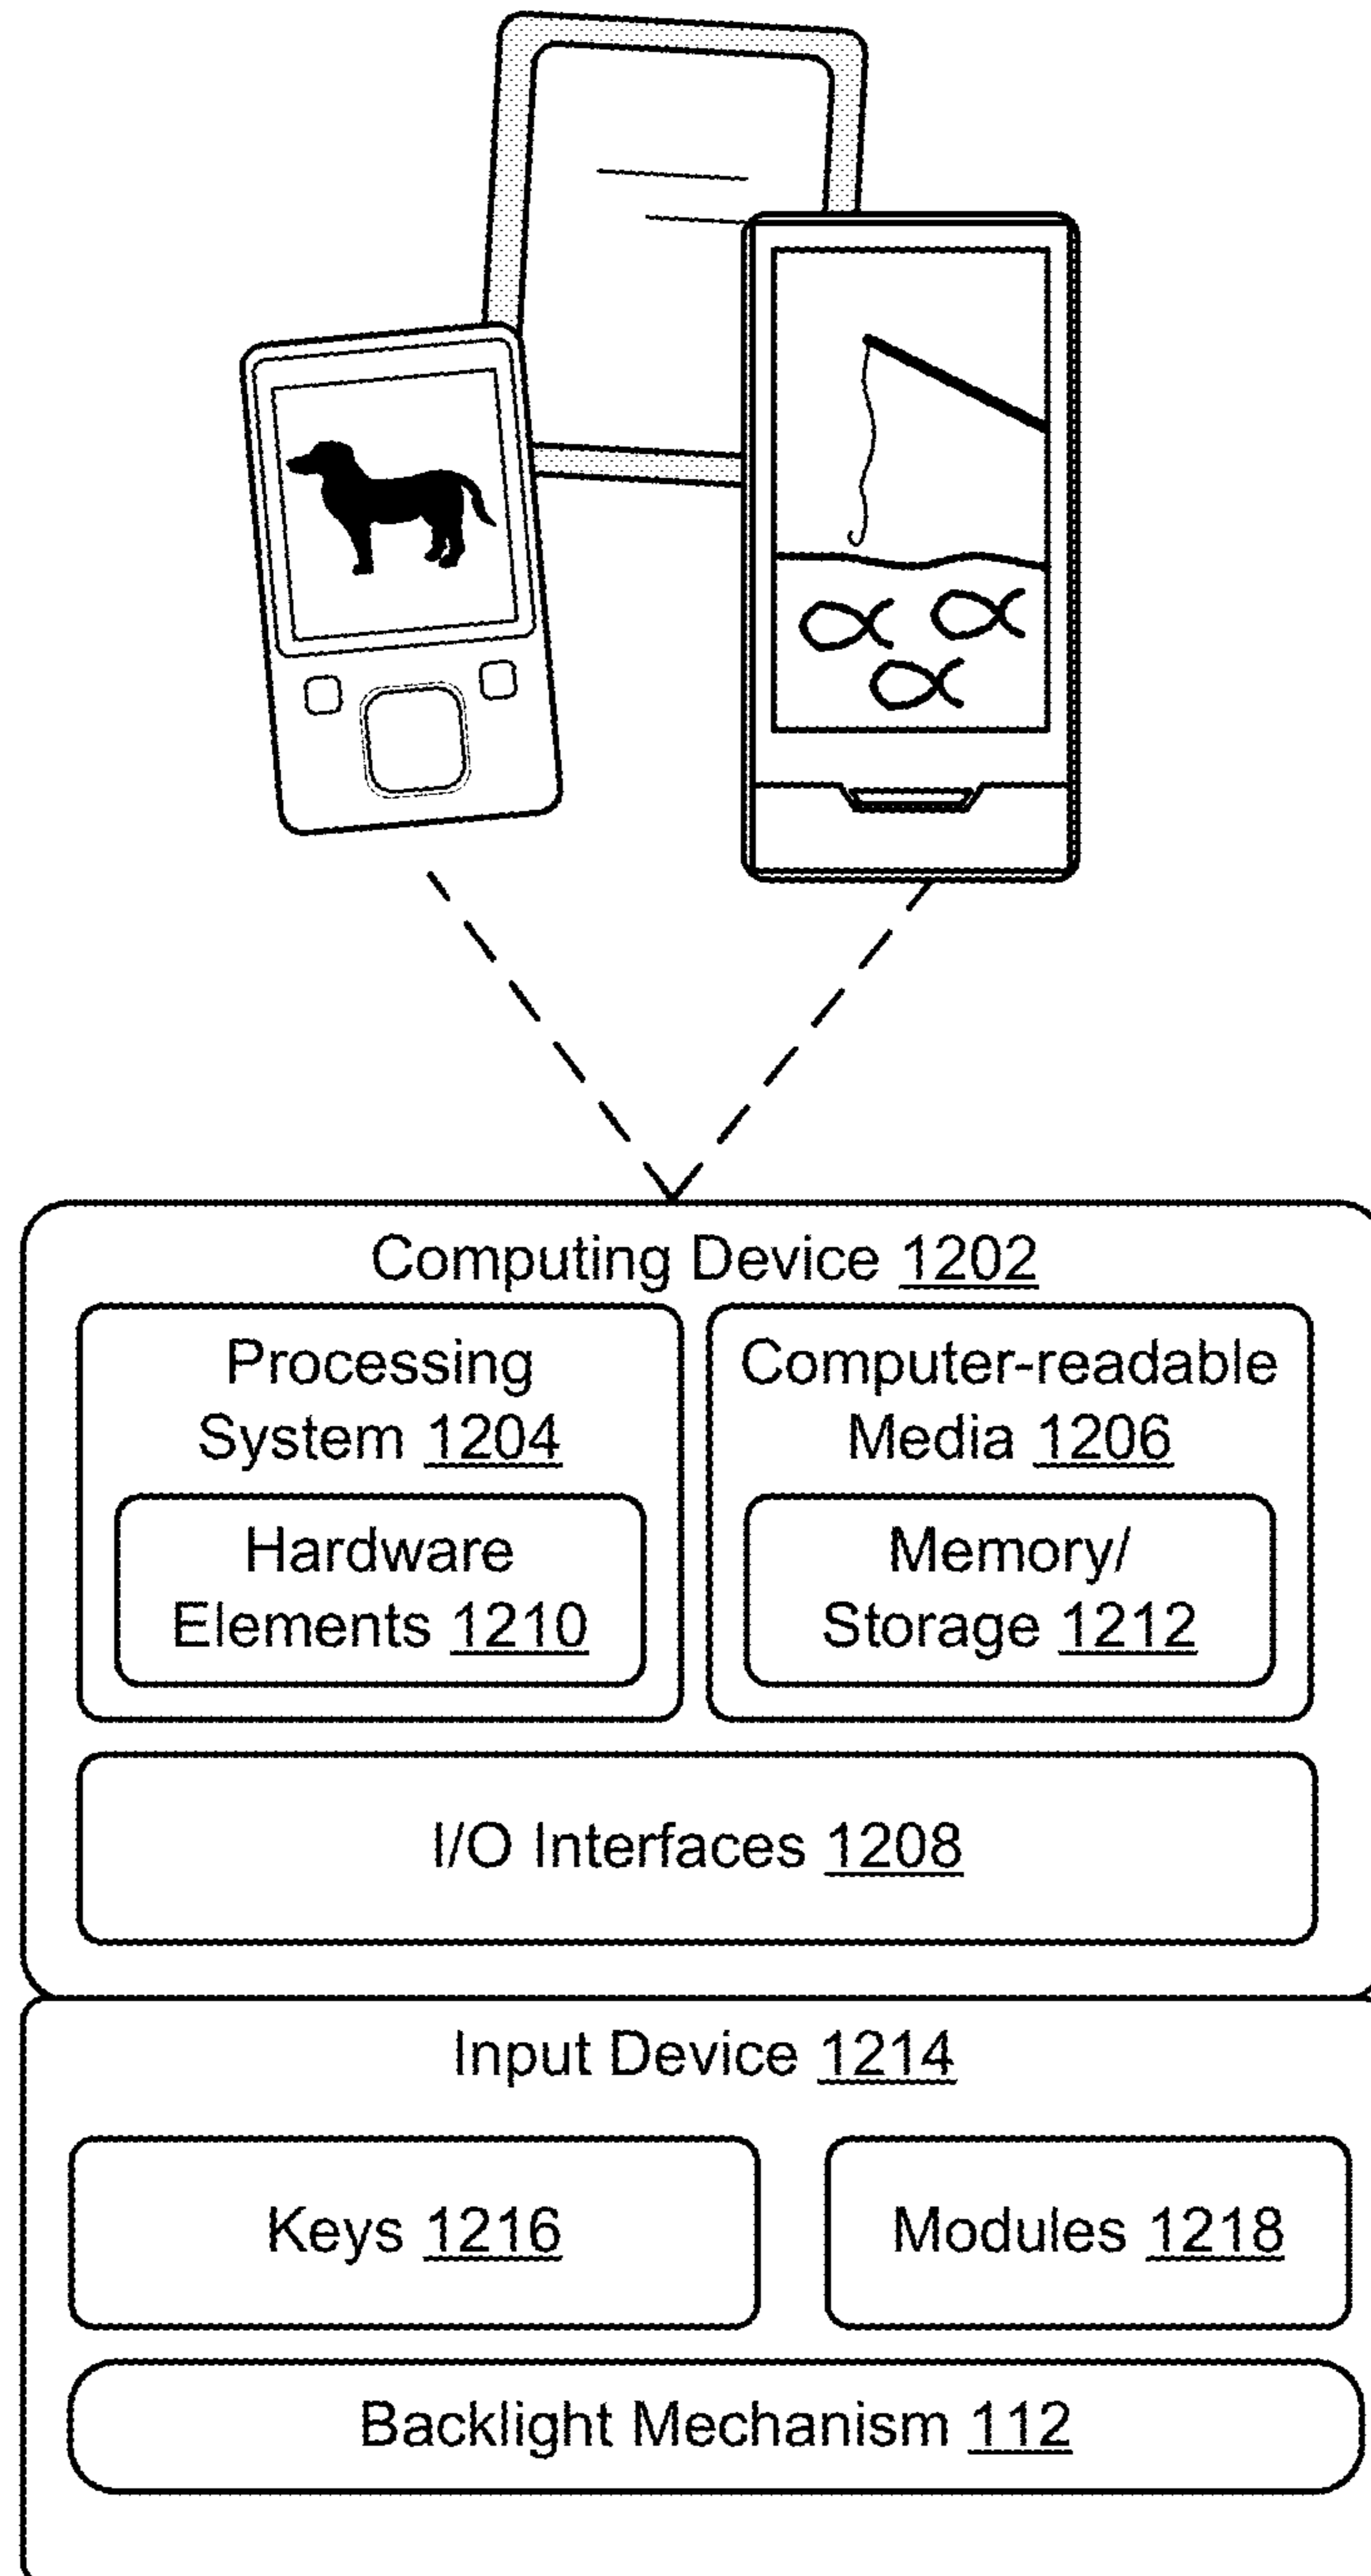 Computing Device 1202
Processing
System 1204
Hardware
Elements 1210
Computer-readable
Media 1206
Memory/
Storage 1212
I/O Interfaces 1208
Input Device 1214
Keys 1216
Modules 1218
Backlight Mechanism 112